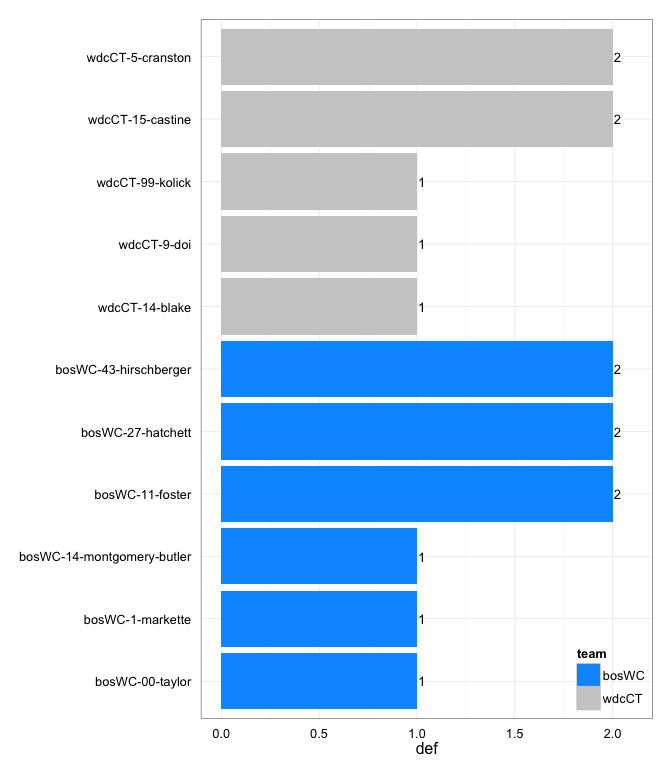 wdcCT-5-cranston 2
wdcCT-15-castine 2
wdcCT-99-kolick 1
wdcCT-9-doi 1
wdcCT-14-blake 1
bosWC-43-hirschberger 2
bosWC-27-hatchett 2
bosWC-11-foster 2
bosWC-14-montgomery-butler 1
bosWC-1-markette 1
bosWC-00-taylor 1
team
bosWC
wdcCT
0.0 0.5 1.0 1.5 2.0
def